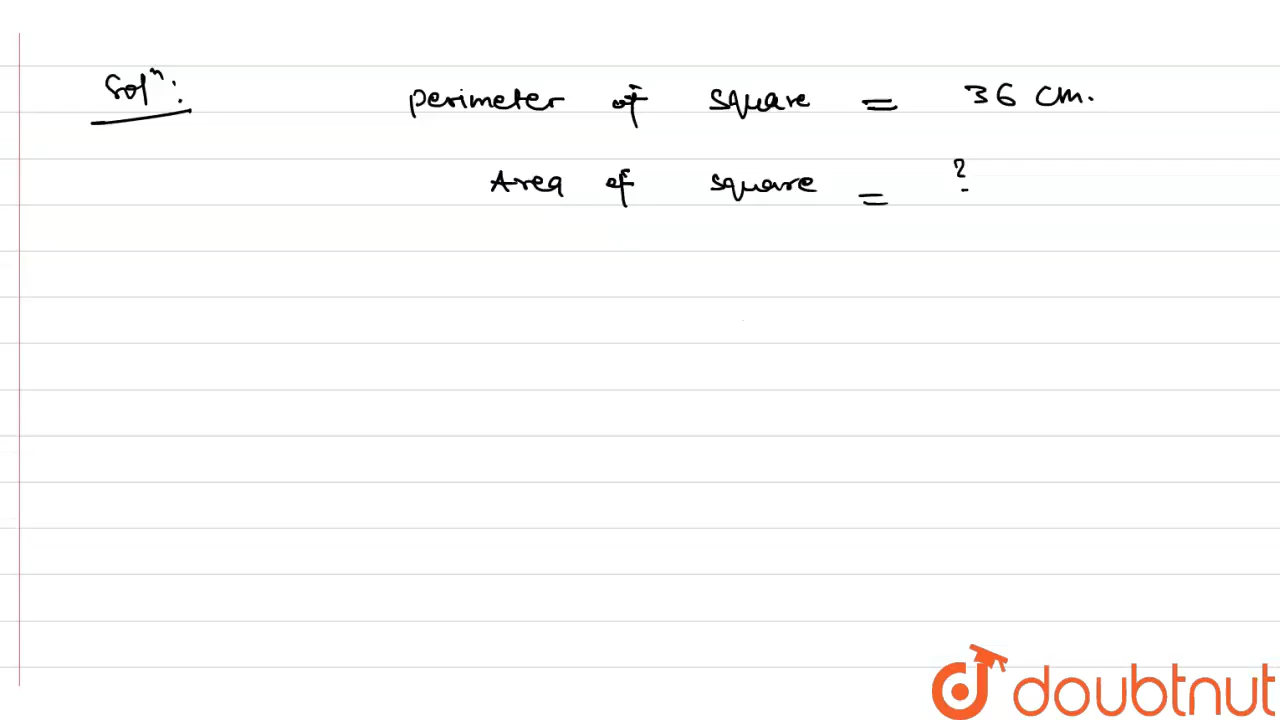 Solⁿ:
perimeter of square = 36 cm.
Area of square = ?
doubtnut